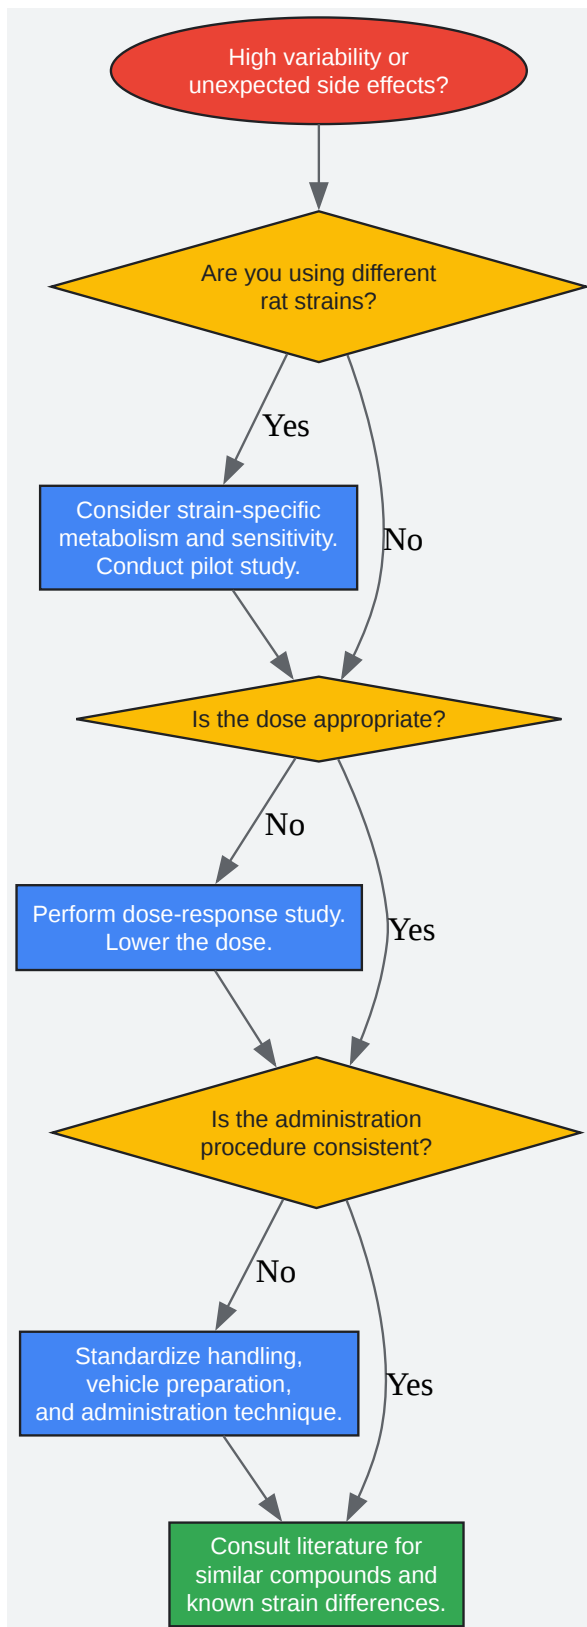 High variability or
unexpected side effects?
Are you using different
rat strains?
Yes
Consider strain-specific
metabolism and sensitivity.
Conduct pilot study.
No
Is the dose appropriate?
No
Perform dose-response study.
Lower the dose.
Yes
Is the administration
procedure consistent?
No
Standardize handling,
vehicle preparation,
and administration technique.
Yes
Consult literature for
similar compounds and
known strain differences.